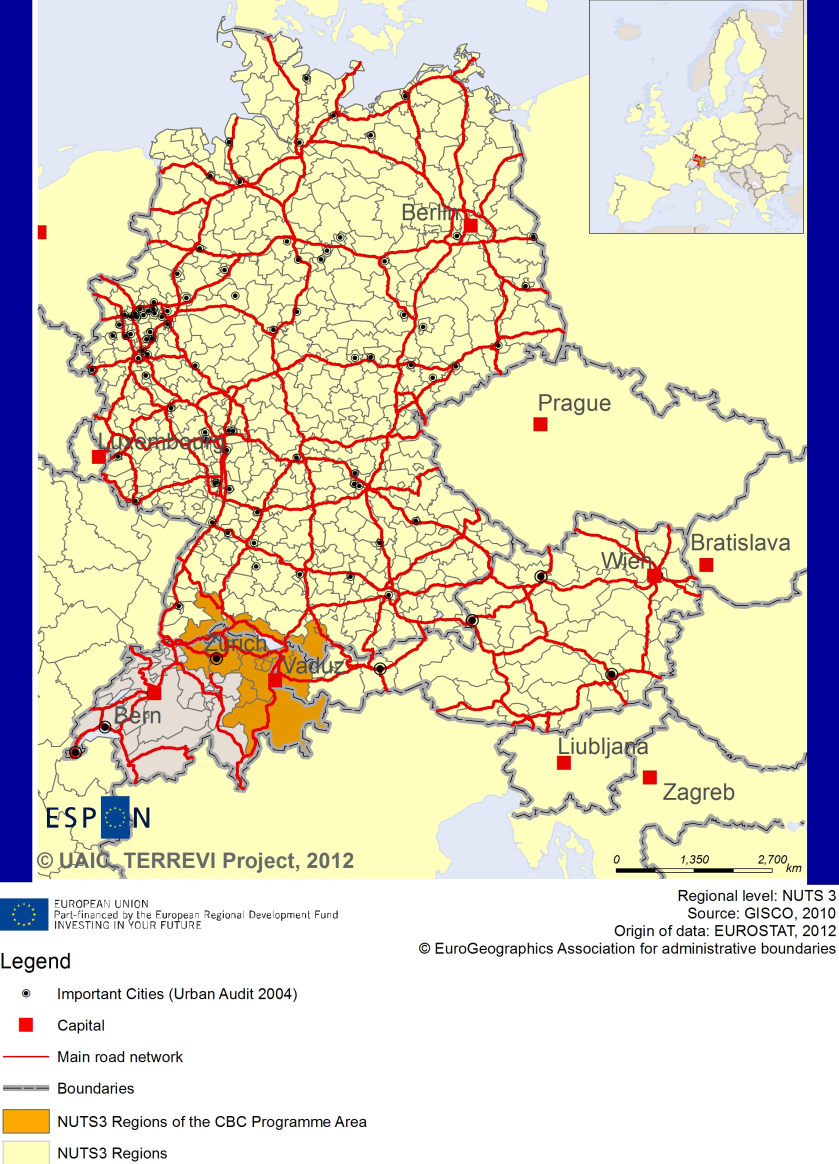 Berlin
Prague
Luxembourg
Bratislava
Wien
Zürich
Vaduz
Bern
Liubljana
Zagreb
ESPON
© UAIC, TERREVI Project, 2012
0 1,350 2,700
km
EUROPEAN UNION
Part-financed by the European Regional Development Fund
INVESTING IN YOUR FUTURE
Regional level: NUTS 3
Source: GISCO, 2010
Origin of data: EUROSTAT, 2012
© EuroGeographics Association for administrative boundaries
Legend
Important Cities (Urban Audit 2004)
Capital
Main road network
Boundaries
NUTS3 Regions of the CBC Programme Area
NUTS3 Regions